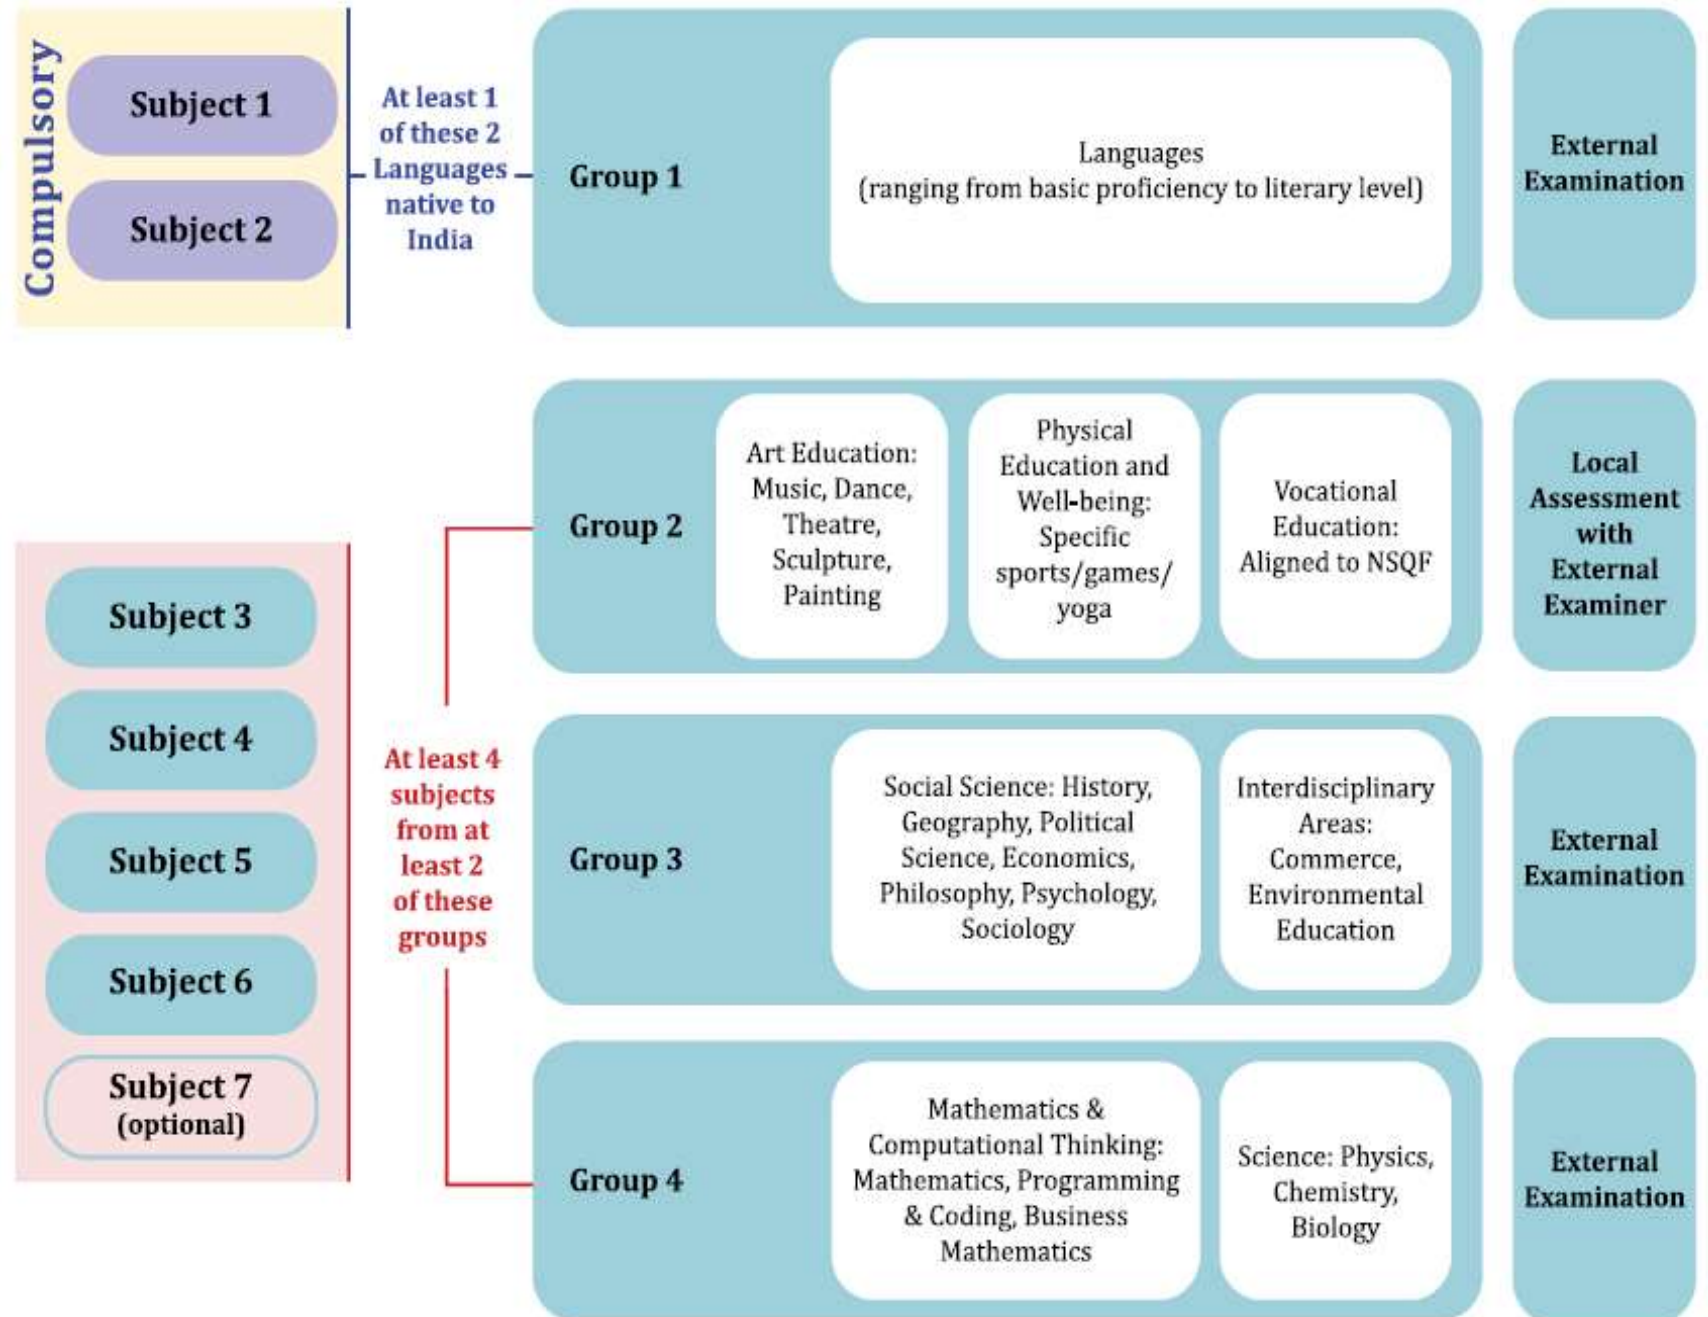 Compulsory
Subject 1
Subject 2
At least 1
of these 2
Languages
native to
India
Group 1
Languages
(ranging from basic proficiency to literary level)
External
Examination
Group 2
Art Education:
Music, Dance,
Theatre,
Sculpture,
Painting
Physical
Education and
Well-being:
Specific
sports/games/
yoga
Vocational
Education:
Aligned to NSQF
Local
Assessment
with
External
Examiner
Subject 3
Subject 4
Subject 5
Subject 6
Subject 7
(optional)
At least 4
subjects
from at
least 2
of these
groups
Group 3
Social Science: History,
Geography, Political
Science, Economics,
Philosophy, Psychology,
Sociology
Interdisciplinary
Areas:
Commerce,
Environmental
Education
External
Examination
Group 4
Mathematics &
Computational Thinking:
Mathematics, Programming
& Coding, Business
Mathematics
Science: Physics,
Chemistry,
Biology
External
Examination